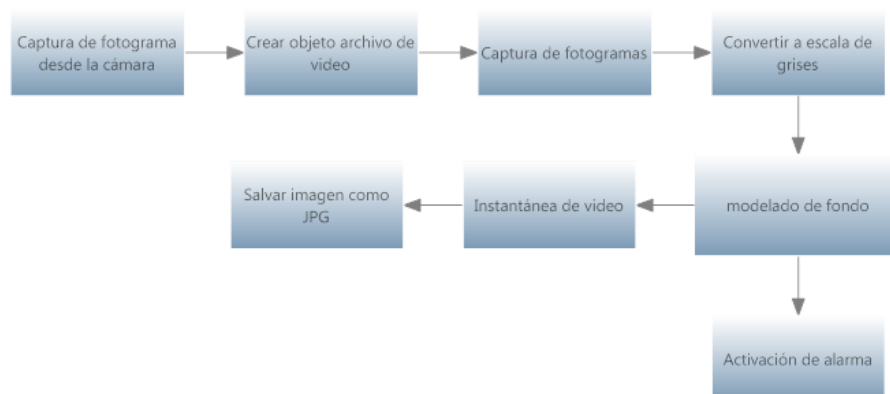 Captura de fotograma
desde la cámara
Crear objeto archivo de
video
Captura de fotogramas
Convertir a escala de
grises
Salvar imagen como
JPG
Instantánea de video
modelado de fondo
Activación de alarma